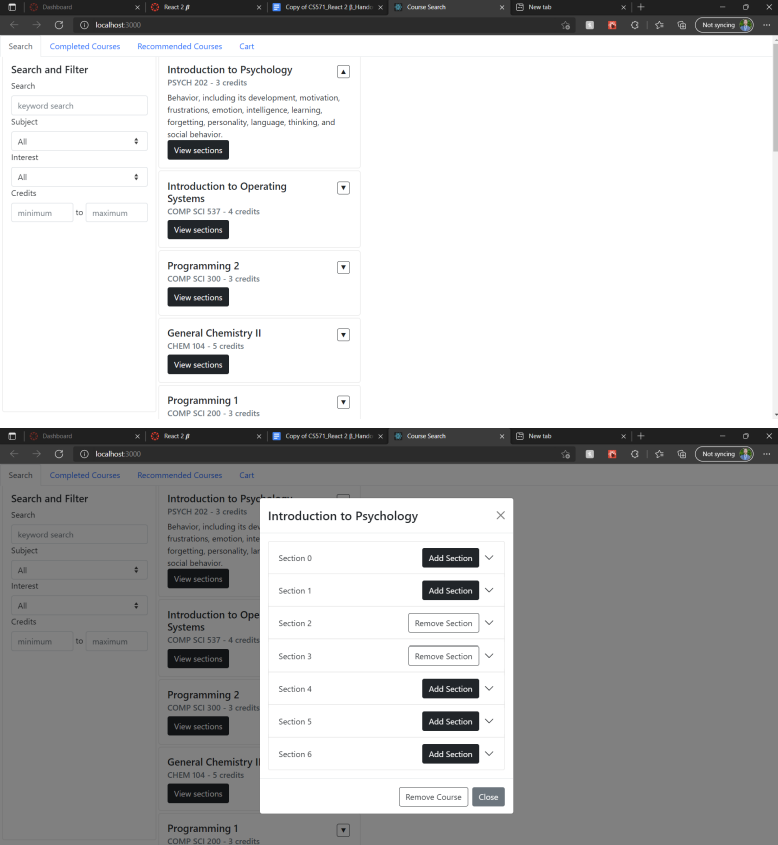 Dashboard
React 2 β
Copy of CS571_React 2 β_Hando
Course Search
New tab
localhost:3000
Not syncing
Search
Completed Courses
Recommended Courses
Cart
Search and Filter
Search
keyword search
Subject
All
Interest
All
Credits
minimum to maximum
Introduction to Psychology
PSYCH 202 - 3 credits
Behavior, including its development, motivation,
frustrations, emotion, intelligence, learning,
forgetting, personality, language, thinking, and
social behavior.
View sections
Introduction to Operating
Systems
COMP SCI 537 - 4 credits
View sections
Programming 2
COMP SCI 300 - 3 credits
View sections
General Chemistry II
CHEM 104 - 5 credits
View sections
Programming 1
COMP SCI 200 - 3 credits
Dashboard
React 2 β
Copy of CS571_React 2 β_Hando
Course Search
New tab
localhost:3000
Not syncing
Search
Completed Courses
Recommended Courses
Cart
Search and Filter
Search
keyword search
Subject
All
Interest
All
Credits
minimum to maximum
Introduction to Psychology
PSYCH 202 - 3 credits
Behavior, including its dev
frustrations, emotion, inte
forgetting, personality, lar
social behavior.
View sections
Introduction to Ope
Systems
COMP SCI 537 - 4 credits
View sections
Programming 2
COMP SCI 300 - 3 credits
View sections
General Chemistry II
CHEM 104 - 5 credits
View sections
Programming 1
COMP SCI 200 - 3 credits
Introduction to Psychology
Section 0 Add Section
Section 1 Add Section
Section 2 Remove Section
Section 3 Remove Section
Section 4 Add Section
Section 5 Add Section
Section 6 Add Section
Remove Course Close